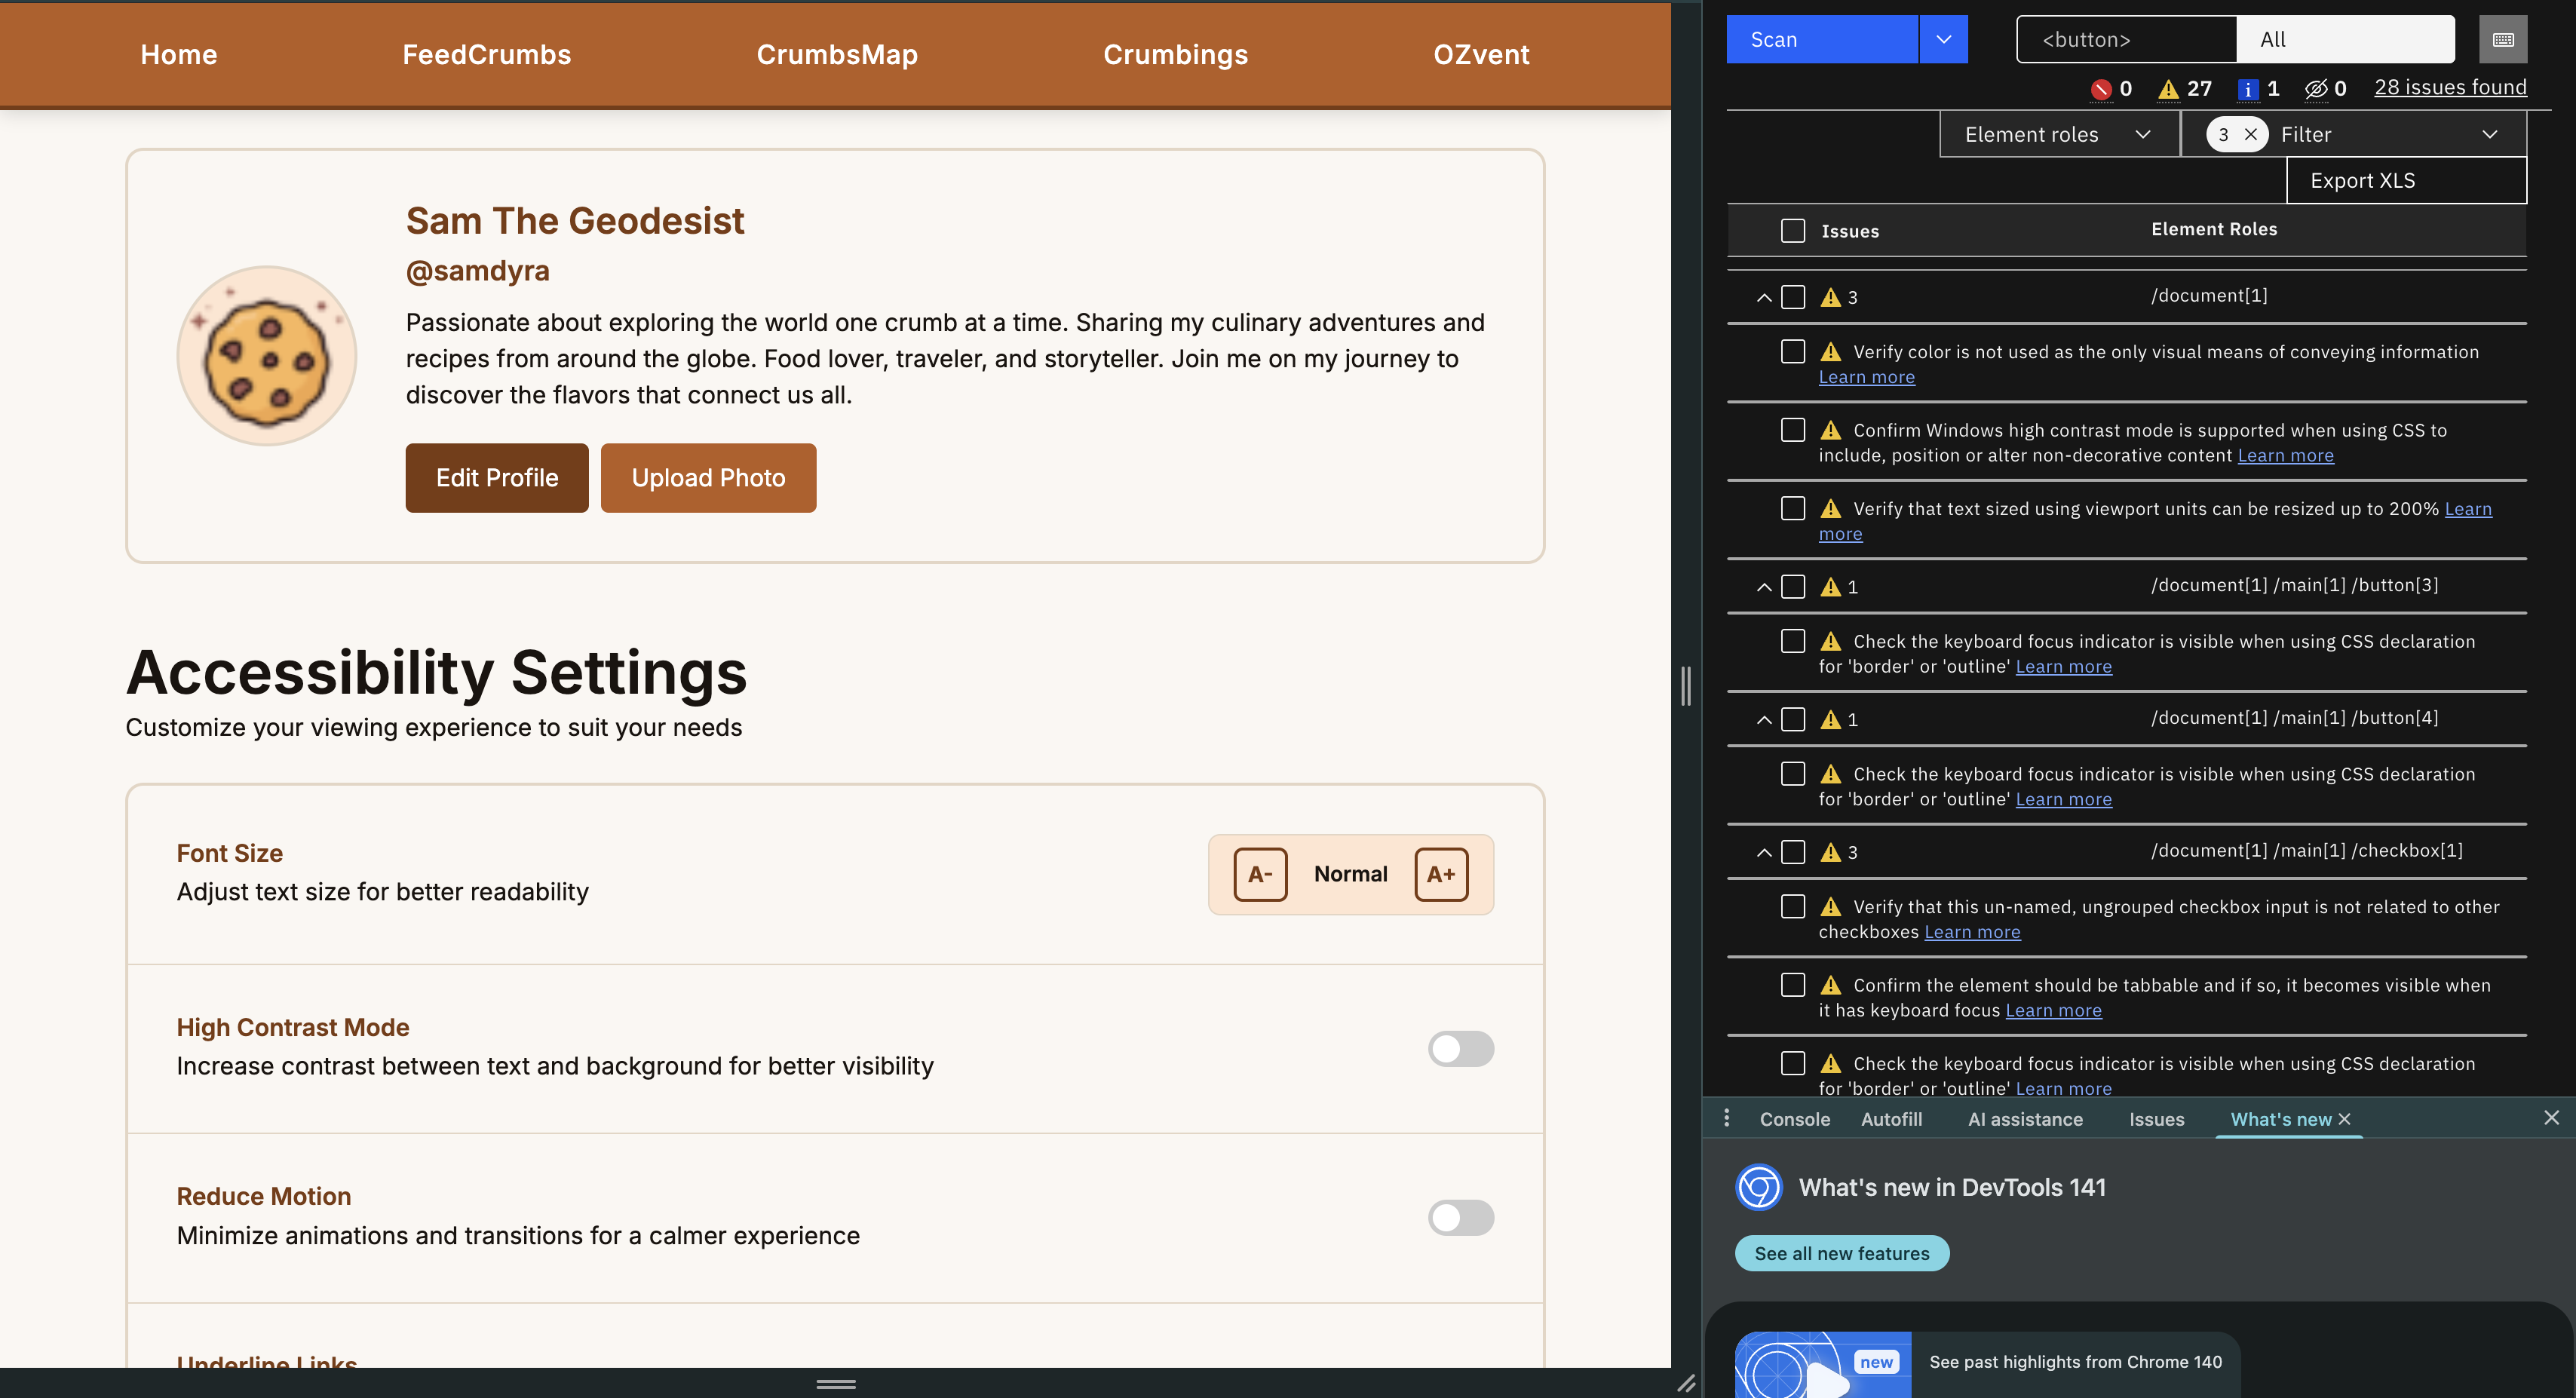 Home FeedCrumbs CrumbsMap Crumbings OZvent
Sam The Geodesist
@samdyra
Passionate about exploring the world one crumb at a time. Sharing my culinary adventures and
recipes from around the globe. Food lover, traveler, and storyteller. Join me on my journey to
discover the flavors that connect us all.
Edit Profile Upload Photo
Accessibility Settings
Customize your viewing experience to suit your needs
Font Size
Adjust text size for better readability
A- Normal A+
High Contrast Mode
Increase contrast between text and background for better visibility
Reduce Motion
Minimize animations and transitions for a calmer experience
Underline Links
Scan <button> All
0 27 i 1 0 28 issues found
Element roles 3 Filter
Export XLS
Issues Element Roles
3 /document[1]
Verify color is not used as the only visual means of conveying information
Learn more
Confirm Windows high contrast mode is supported when using CSS to
include, position or alter non-decorative content Learn more
Verify that text sized using viewport units can be resized up to 200% Learn
more
1 /document[1] /main[1] /button[3]
Check the keyboard focus indicator is visible when using CSS declaration
for 'border' or 'outline' Learn more
1 /document[1] /main[1] /button[4]
Check the keyboard focus indicator is visible when using CSS declaration
for 'border' or 'outline' Learn more
3 /document[1] /main[1] /checkbox[1]
Verify that this un-named, ungrouped checkbox input is not related to other
checkboxes Learn more
Confirm the element should be tabbable and if so, it becomes visible when
it has keyboard focus Learn more
Check the keyboard focus indicator is visible when using CSS declaration
for 'border' or 'outline' Learn more
Console Autofill AI assistance Issues What's new
What's new in DevTools 141
See all new features
new See past highlights from Chrome 140